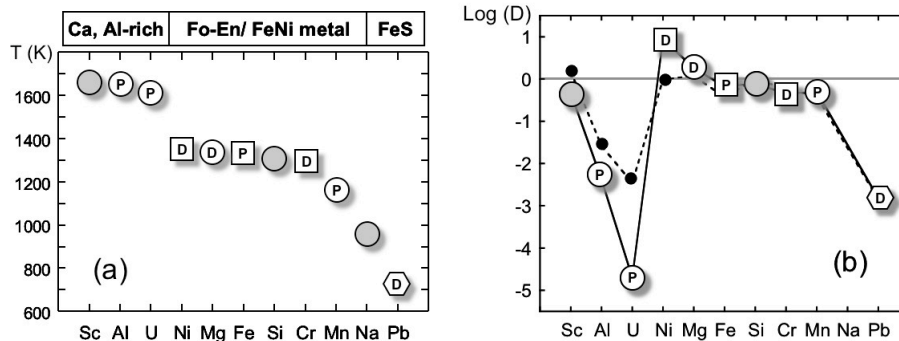 Ca, Al-rich Fo-En/ FeNi metal FeS
T (K)
1600
1400
1200
1000
800
600
P
P
D
D
P
D
P
D
(a)
Sc Al U Ni Mg Fe Si Cr Mn Na Pb
Log (D)
1
0
-1
-2
-3
-4
-5
D
D
P
D
P
P
P
D
(b)
Sc Al U Ni Mg Fe Si Cr Mn Na Pb